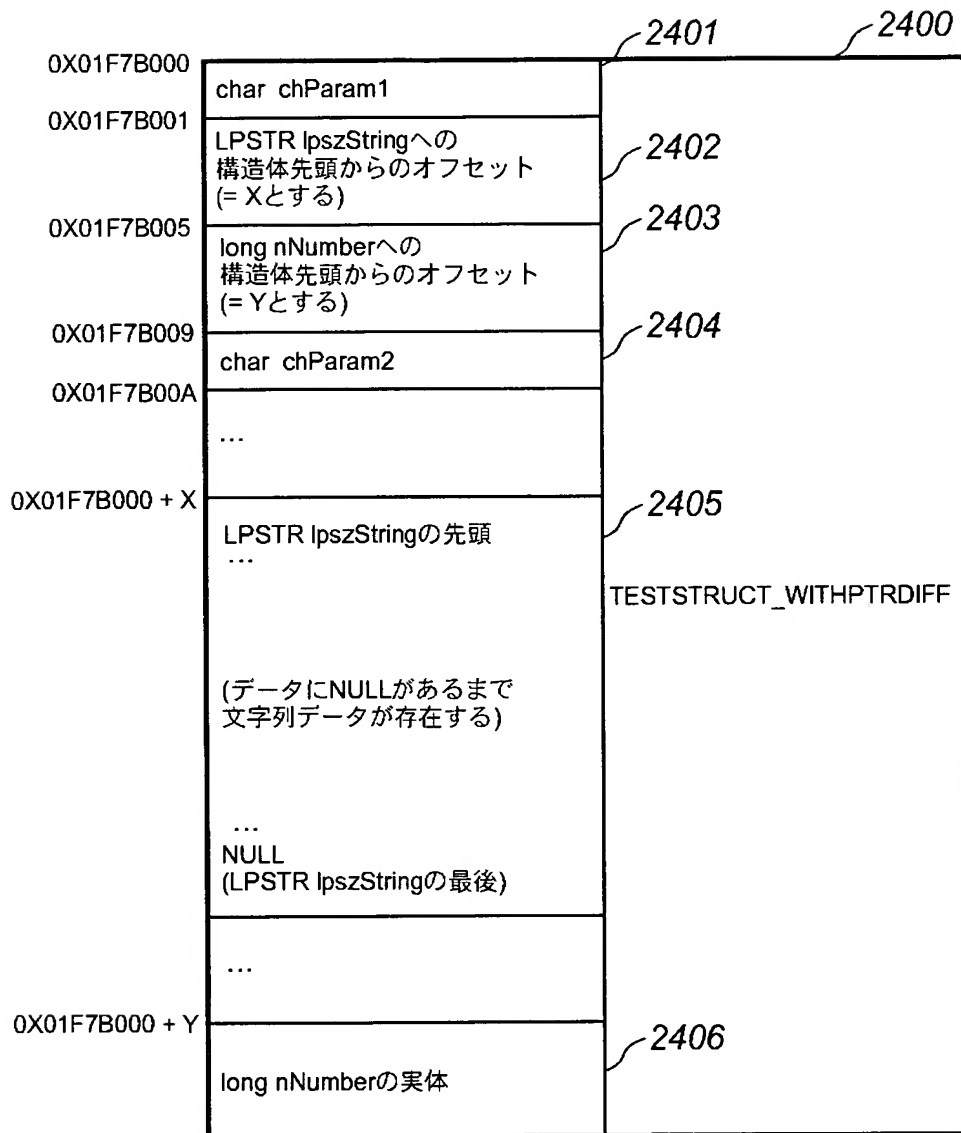 2400
2401
0X01F7B000
char chParam1
0X01F7B001
LPSTR lpszStringへの
構造体先頭からのオフセット
(= Xとする)
2402
0X01F7B005
long nNumberへの
構造体先頭からのオフセット
(= Yとする)
2403
0X01F7B009
char chParam2
2404
0X01F7B00A
…
0X01F7B000 + X
LPSTR lpszStringの先頭
…
2405
TESTSTRUCT_WITHPTRDIFF
(データにNULLがあるまで
文字列データが存在する)
…
NULL
(LPSTR lpszStringの最後)
…
0X01F7B000 + Y
2406
long nNumberの実体